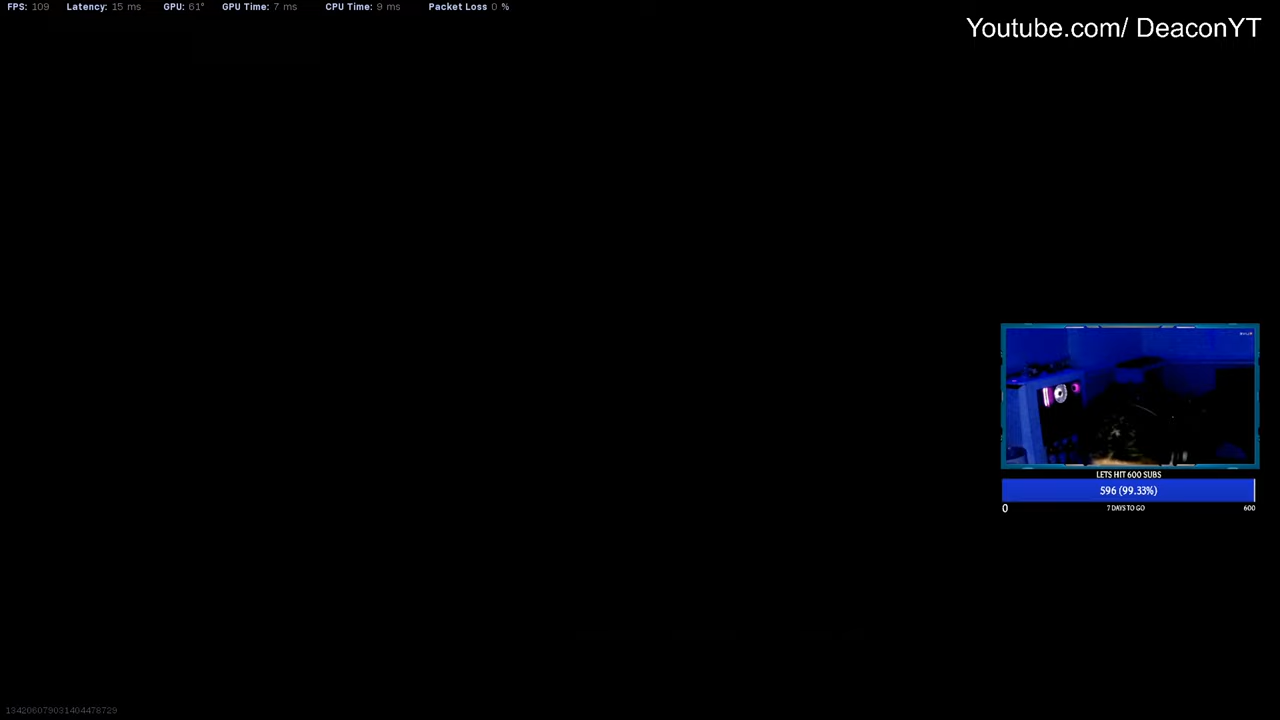 FPS: 109 Latency: 15 ms GPU: 61° GPU Time: 7 ms CPU Time: 9 ms Packet Loss 0 %
Youtube.com/ DeaconYT
LETS HIT 600 SUBS
596 (99.33%)
0 7 DAYS TO GO 600
134206079031404478729